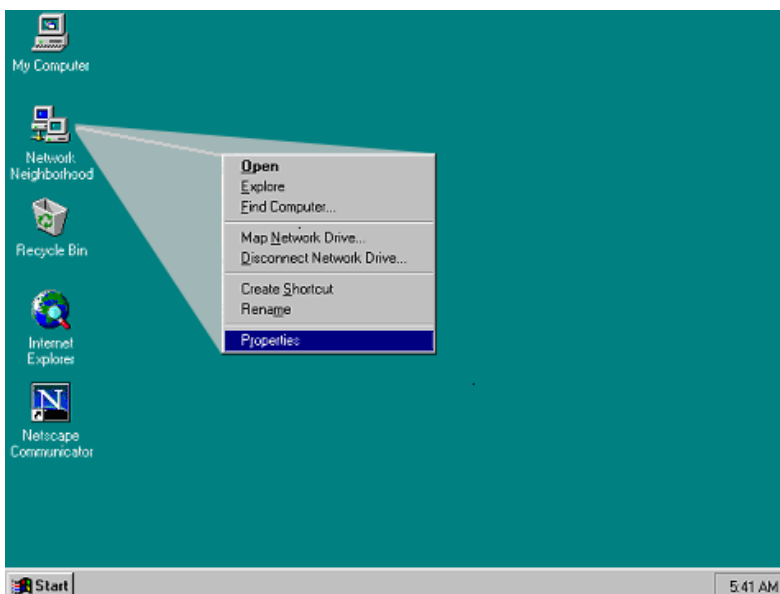 My Computer
Network
Neighborhood
Recycle Bin
Internet
Explorer
Netscape
Communicator
Open
Explore
Find Computer...
Map Network Drive...
Disconnect Network Drive...
Create Shortcut
Rename
Properties
Start
5:41 AM